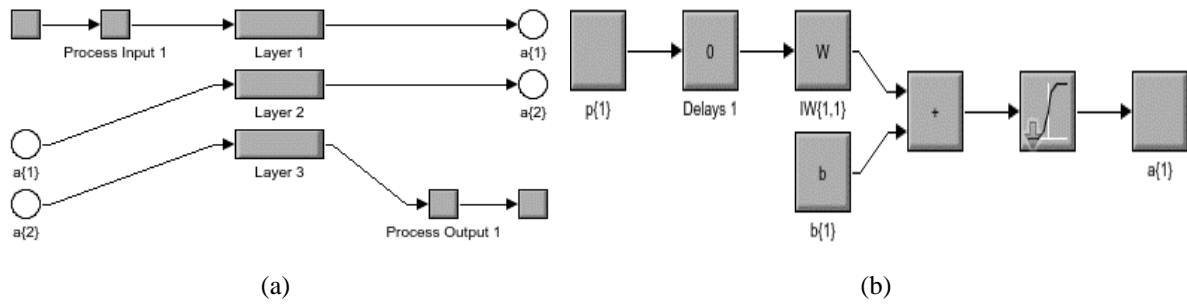 Process Input 1
Layer 1
a{1}
Layer 2
a{2}
a{1}
Layer 3
a{2}
Process Output 1
(a)
0
W
p{1}
Delays 1
IW{1,1}
+
b
b{1}
a{1}
(b)